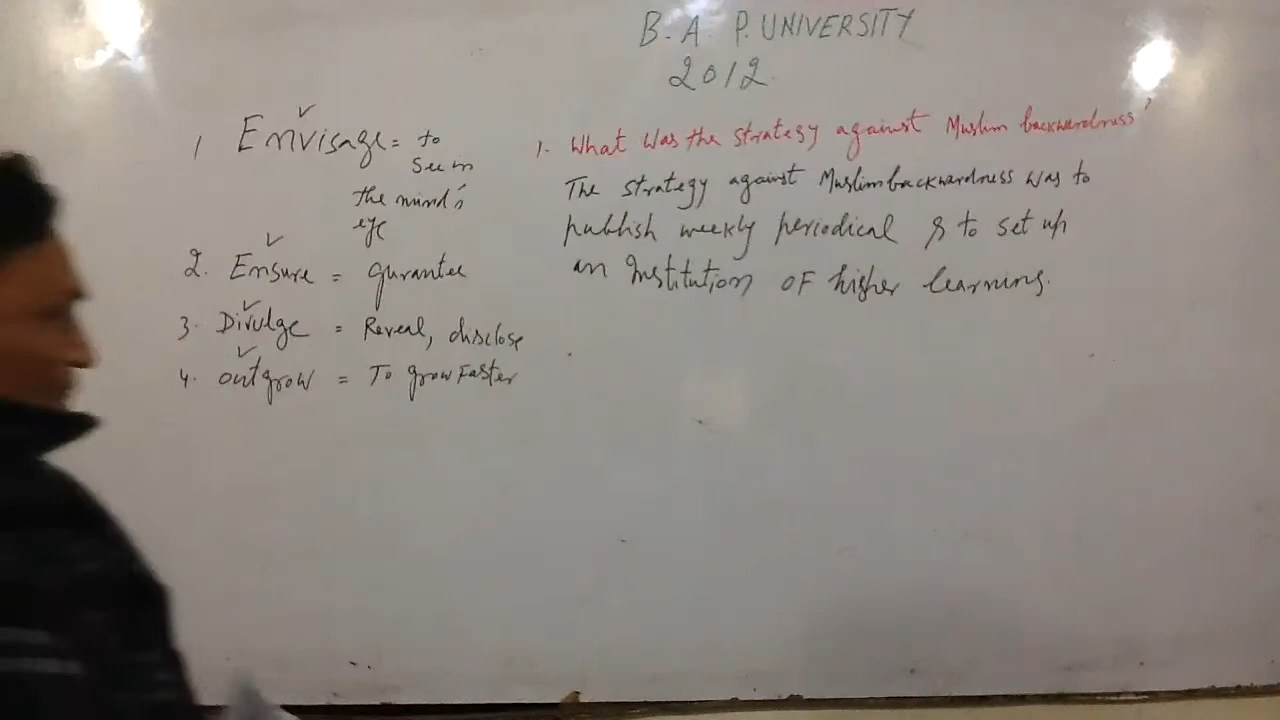 B. A P. UNIVERSITY
2012.
1 Envisage = to
See in
the mind's
eye
2. Ensure = gurantee
3. Divulge = Reveal, disclose
4. outgrow = To grow Faster
1. What was the strategy against Muslim backwardness?
The strategy against Muslim backwardness was to
publish weekly periodical & to set up
an Institution OF higher learning.